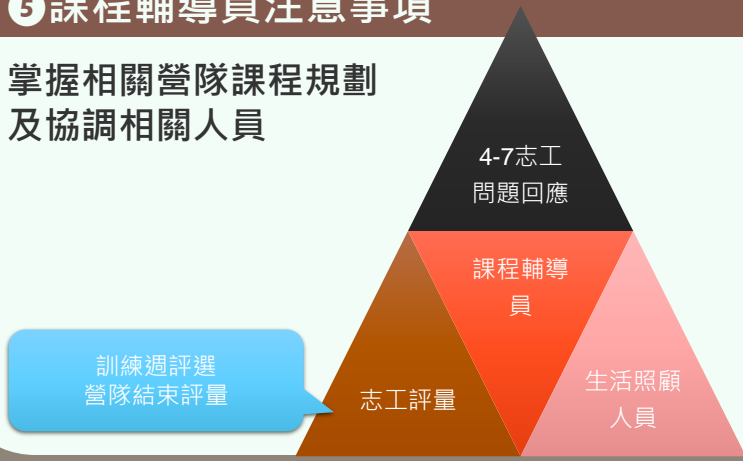 ❺課程輔導員注意事項
掌握相關營隊課程規劃
及協調相關人員
4-7志工
問題回應
課程輔導
員
訓練週評選
營隊結束評量
志工評量
生活照顧
人員